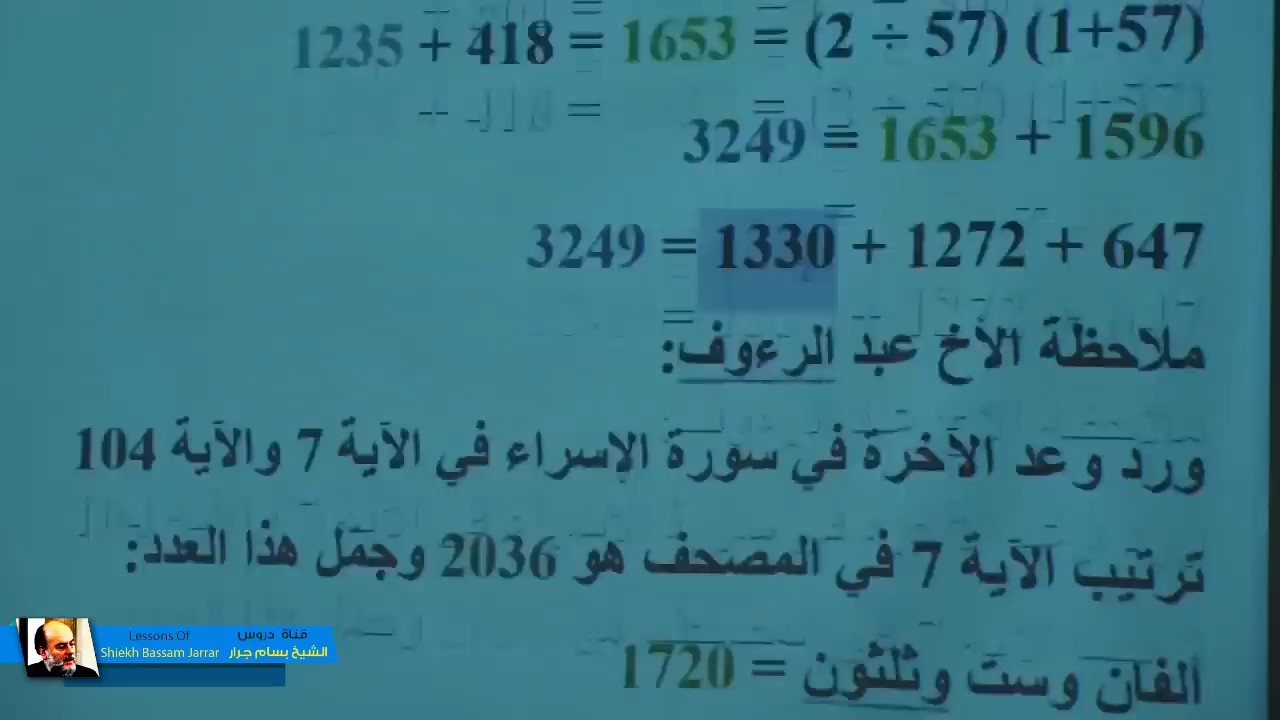 1235 + 418 = 1653 = (2 ÷ 57) (1+57)
3249 = 1653 + 1596
3249 = 1330 + 1272 + 647
ملاحظة الأخ عبد الرءوف:
ورد وعد الآخرة في سورة الإسراء في الآية 7 والآية 104
ترتيب الآية 7 في المصحف هو 2036 وجمل هذا العدد:
الفان وست وثلثون = 1720
Lessons Of
Shiekh Bassam Jarrar
قناة دروس
الشيخ بسام جرار